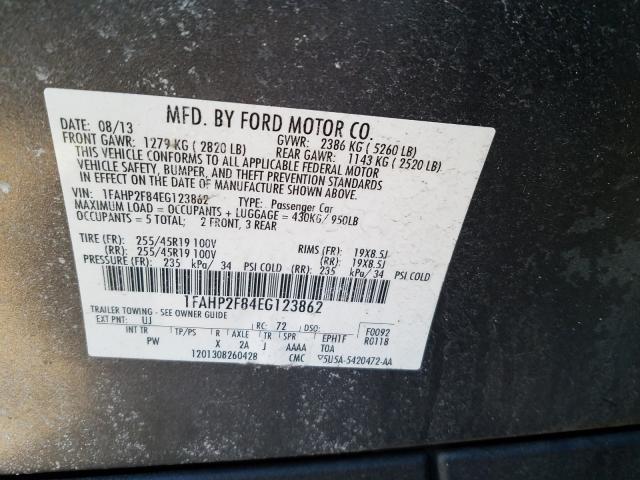 MFD. BY FORD MOTOR CO.
DATE: 08/13 GVWR: 2386 KG ( 5260 LB)
FRONT GAWR: 1279 KG ( 2820 LB) REAR GAWR: 1143 KG ( 2520 LB)
THIS VEHICLE CONFORMS TO ALL APPLICABLE FEDERAL MOTOR
VEHICLE SAFETY, BUMPER, AND THEFT PREVENTION STANDARDS
IN EFFECT ON THE DATE OF MANUFACTURE SHOWN ABOVE.
VIN: 1FAHP2F84EG123862 TYPE: Passenger Car
MAXIMUM LOAD = OCCUPANTS + LUGGAGE = 430KG/ 950LB
OCCUPANTS = 5 TOTAL: 2 FRONT, 3 REAR
TIRE (FR): 255/45R19 100V RIMS (FR): 19X8.5J
(RR): 255/45R19 100V (RR): 19X8.5J
PRESSURE (FR): 235 kPa/ 34 PSI COLD (RR): 235 kPa/ 34 PSI COLD
1FAHP2F84EG123862
TRAILER TOWING - SEE OWNER GUIDE
EXT PNT: UJ RC: 72 DSO: F0092
INT TR TP/PS R AXLE TR SPR EPHTF R0118
PW X 2A J AAAA TOA
1201308260428 CMC 5U5A-5420472-AA